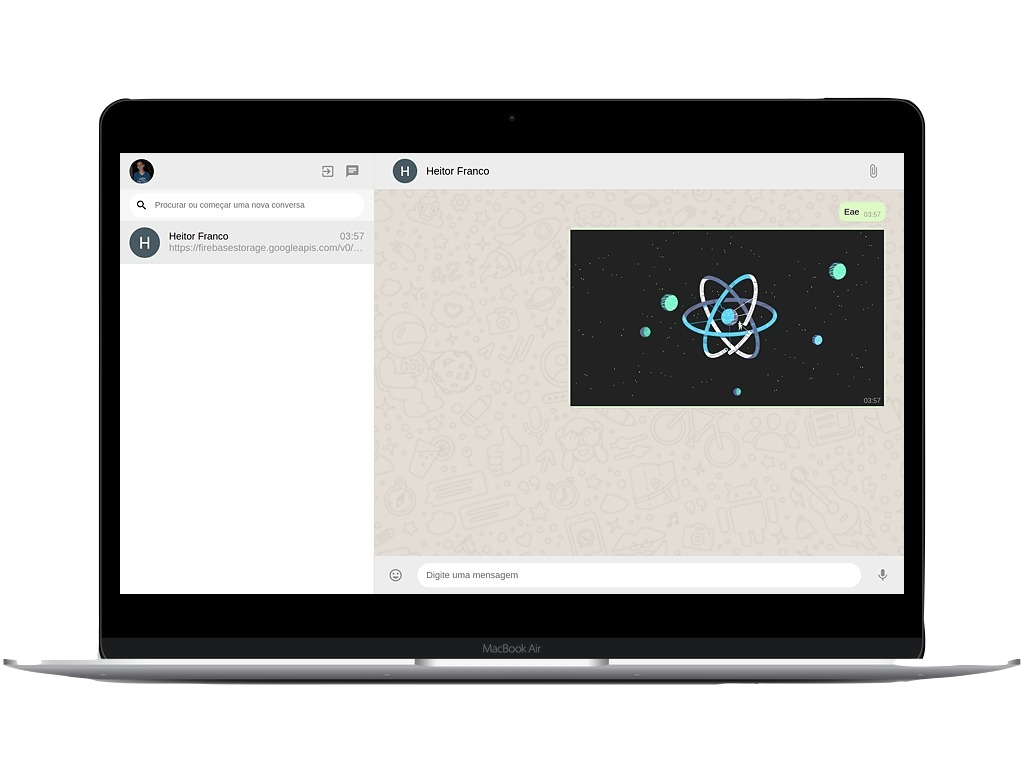 Procurar ou começar uma nova conversa
H
Heitor Franco
03:57
https://firebasestorage.googleapis.com/v0/...
H
Heitor Franco
Eae 03:57
03:57
Digite uma mensagem
MacBook Air